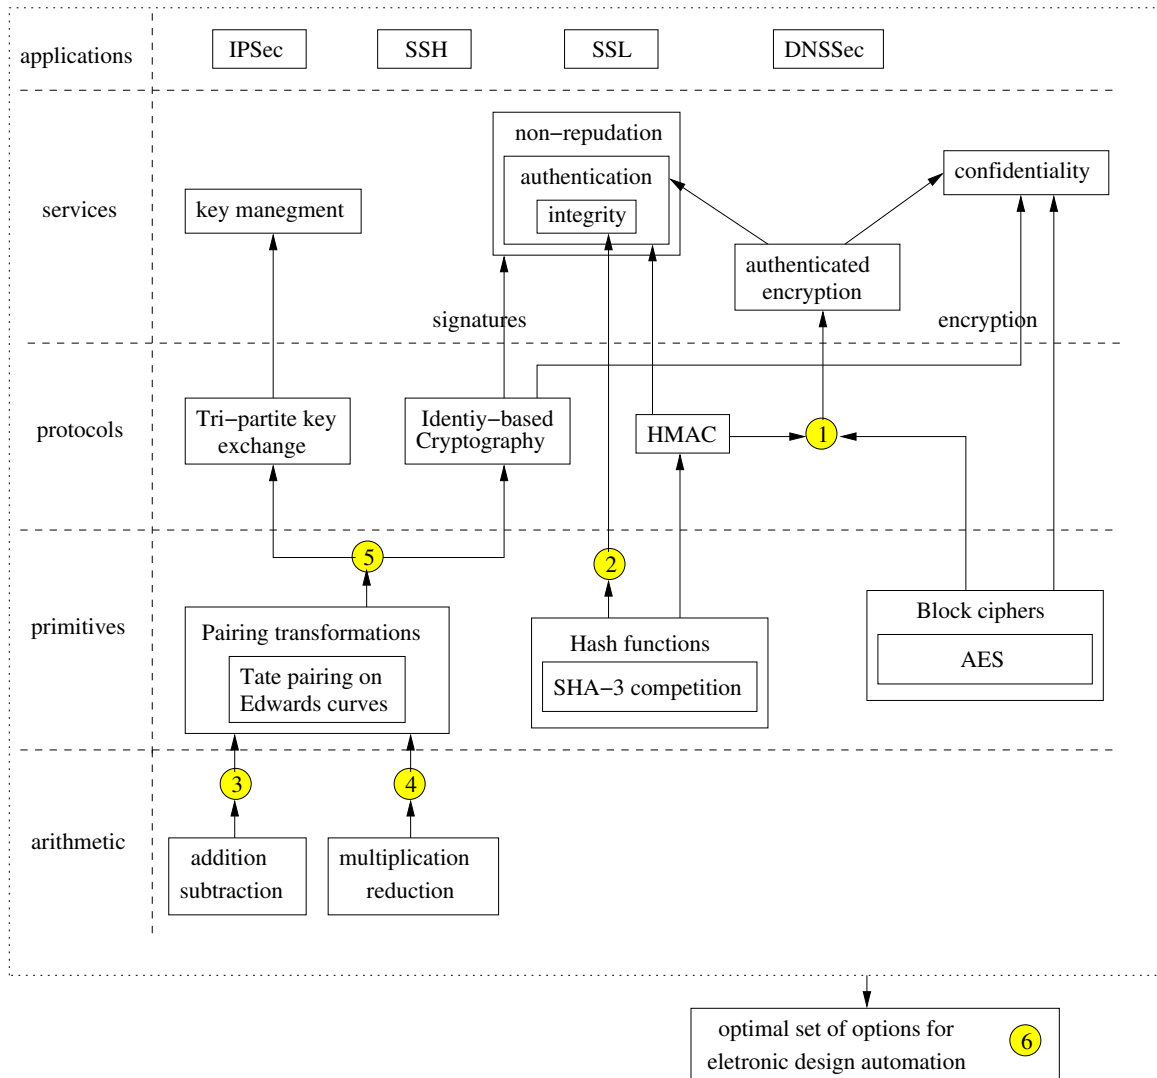 applications
IPSec
SSH
SSL
DNSSec
services
non−repudation
authentication
integrity
confidentiality
key manegment
authenticated
encryption
signatures
encryption
protocols
Tri−partite key
exchange
Identiy−based
Cryptography
HMAC
1
5
2
primitives
Pairing transformations
Tate pairing on
Edwards curves
Hash functions
SHA−3 competition
Block ciphers
AES
3
4
arithmetic
addition
subtraction
multiplication
reduction
optimal set of options for
eletronic design automation
6